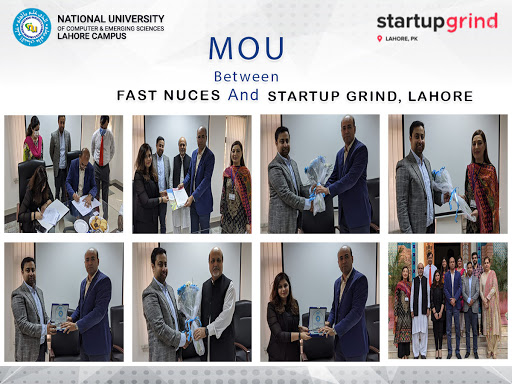 NATIONAL UNIVERSITY
OF COMPUTER & EMERGING SCIENCES
LAHORE CAMPUS
startupgrind
LAHORE, PK
MOU
Between
FAST NUCES And STARTUP GRIND, LAHORE